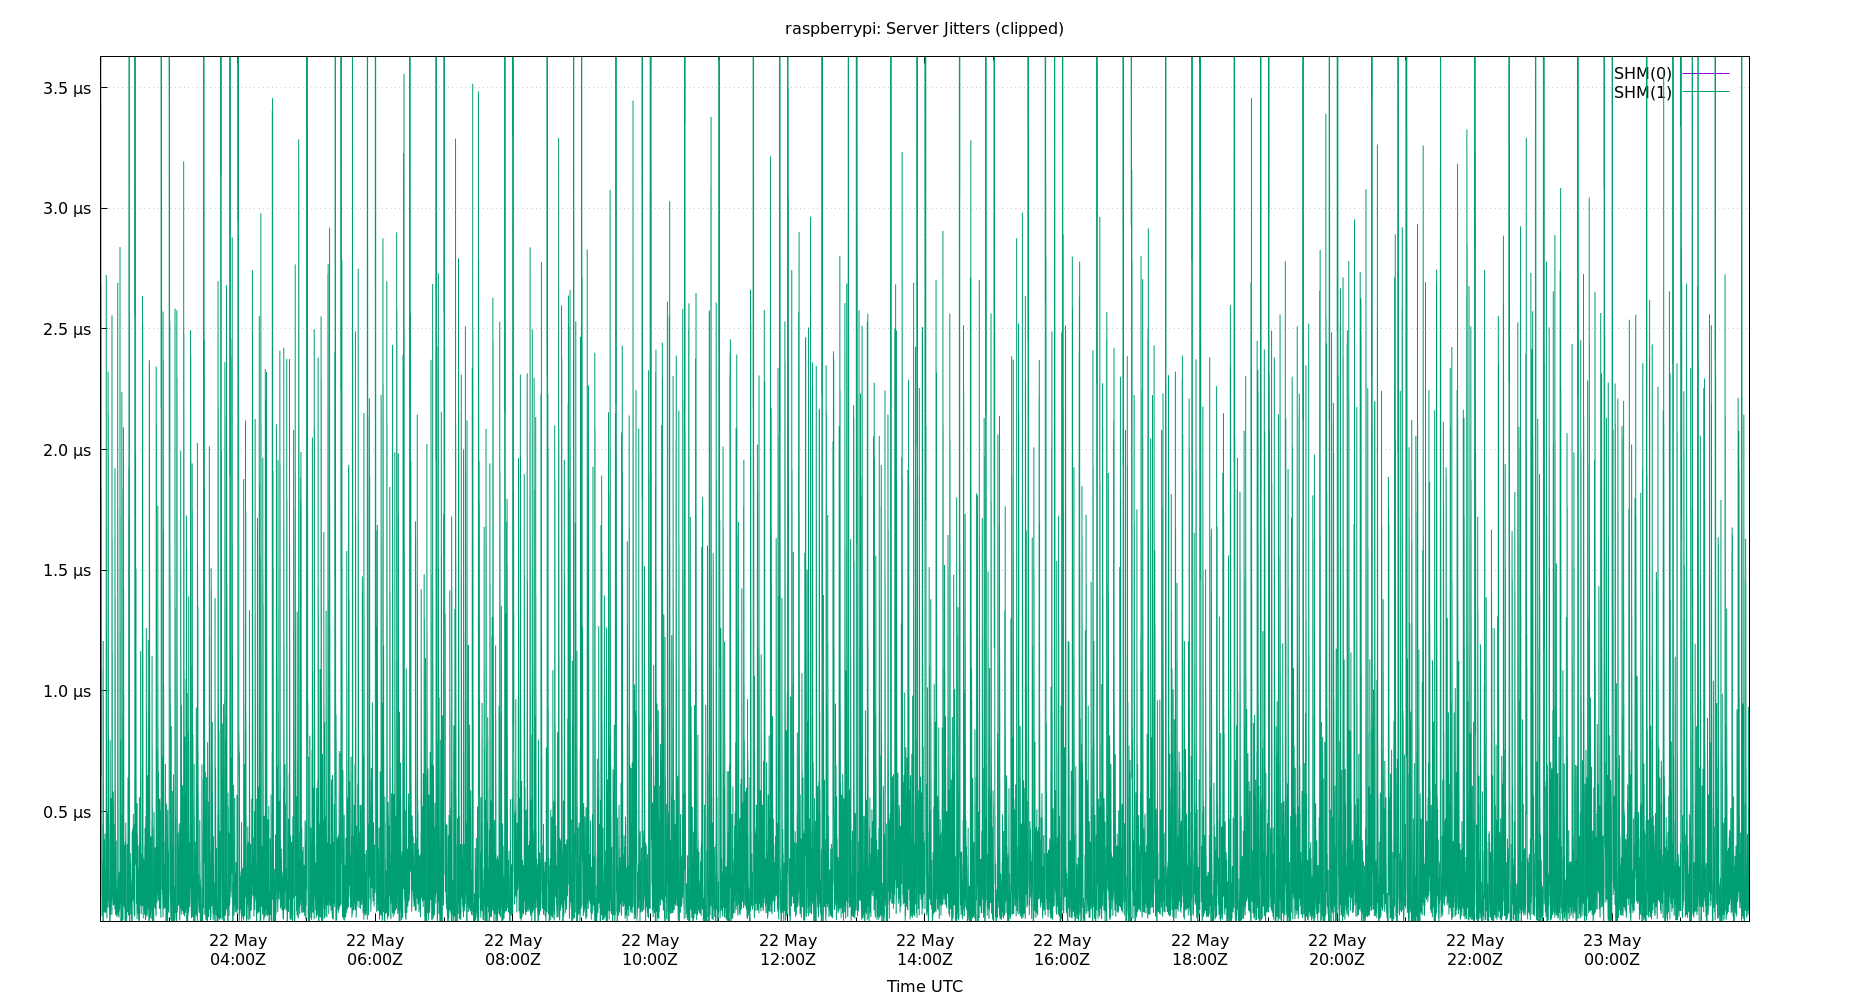 raspberrypi: Server Jitters (clipped)
SHM(0)
SHM(1)
3.5 µs
3.0 µs
2.5 µs
2.0 µs
1.5 µs
1.0 µs
0.5 µs
22 May 22 May 22 May 22 May 22 May 22 May 22 May 22 May 22 May 22 May 23 May
04:00Z 06:00Z 08:00Z 10:00Z 12:00Z 14:00Z 16:00Z 18:00Z 20:00Z 22:00Z 00:00Z
Time UTC